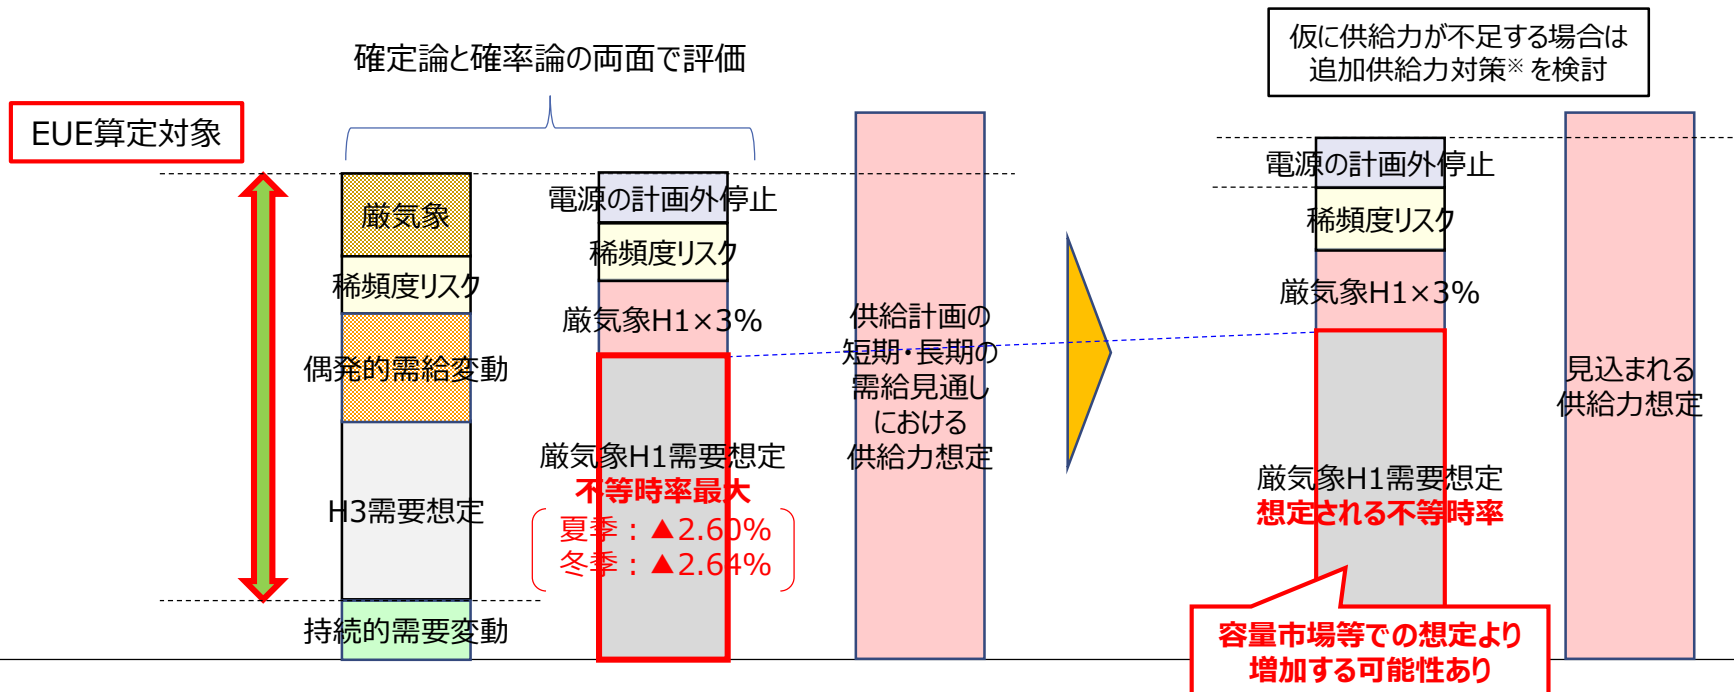 確定論と確率論の両面で評価
EUE算定対象
厳気象
稀頻度リスク
偶発的需給変動
H3需要想定
持続的需要変動
電源の計画外停止
稀頻度リスク
厳気象H1×3%
厳気象H1需要想定
不等時率最大
夏季：▲2.60%
冬季：▲2.64%
供給計画の
短期・長期の
需給見通し
における
供給力想定
仮に供給力が不足する場合は
追加供給力対策※を検討
電源の計画外停止
稀頻度リスク
厳気象H1×3%
厳気象H1需要想定
想定される不等時率
容量市場等での想定より
増加する可能性あり
見込まれる
供給力想定